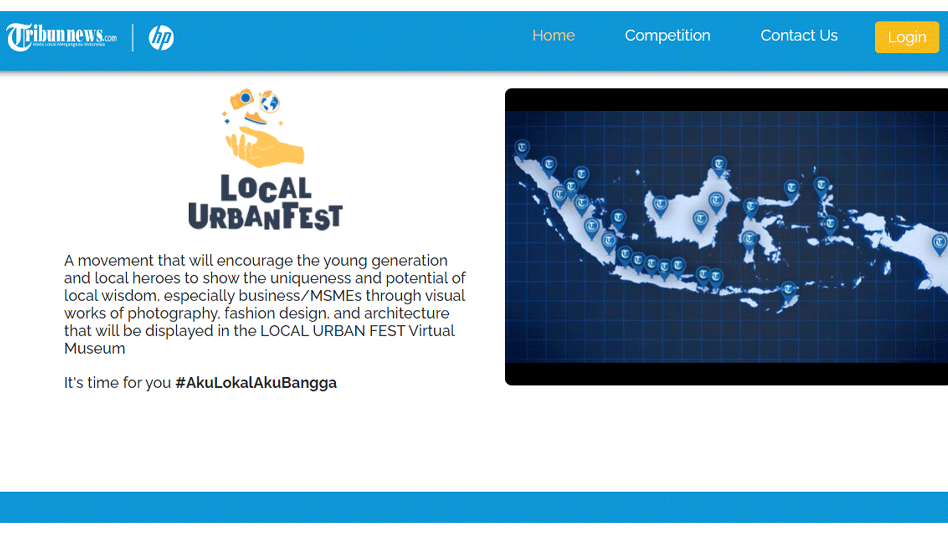 Tribunnews.com
Mata Lokal Menjangkau Indonesia
hp
Home
Competition
Contact Us
Login
LOCAL
URBANFEST
A movement that will encourage the young generation
and local heroes to show the uniqueness and potential of
local wisdom, especially business/MSMEs through visual
works of photography, fashion design, and architecture
that will be displayed in the LOCAL URBAN FEST Virtual
Museum
It's time for you #AkuLokalAkuBangga